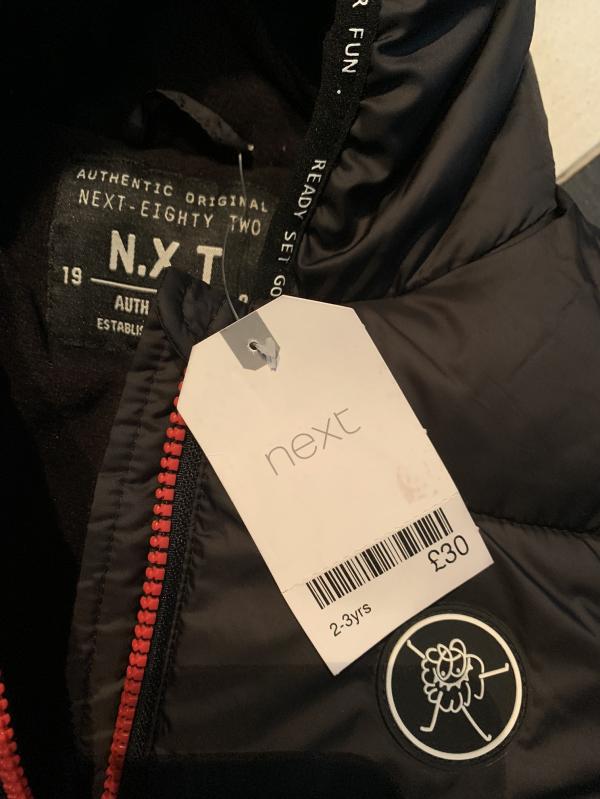 R FUN ·
READY SET GO
AUTHENTIC ORIGINAL
NEXT-EIGHTY TWO
N.X.T
19
AUTH
ESTABLIS
next
£30
2-3yrs